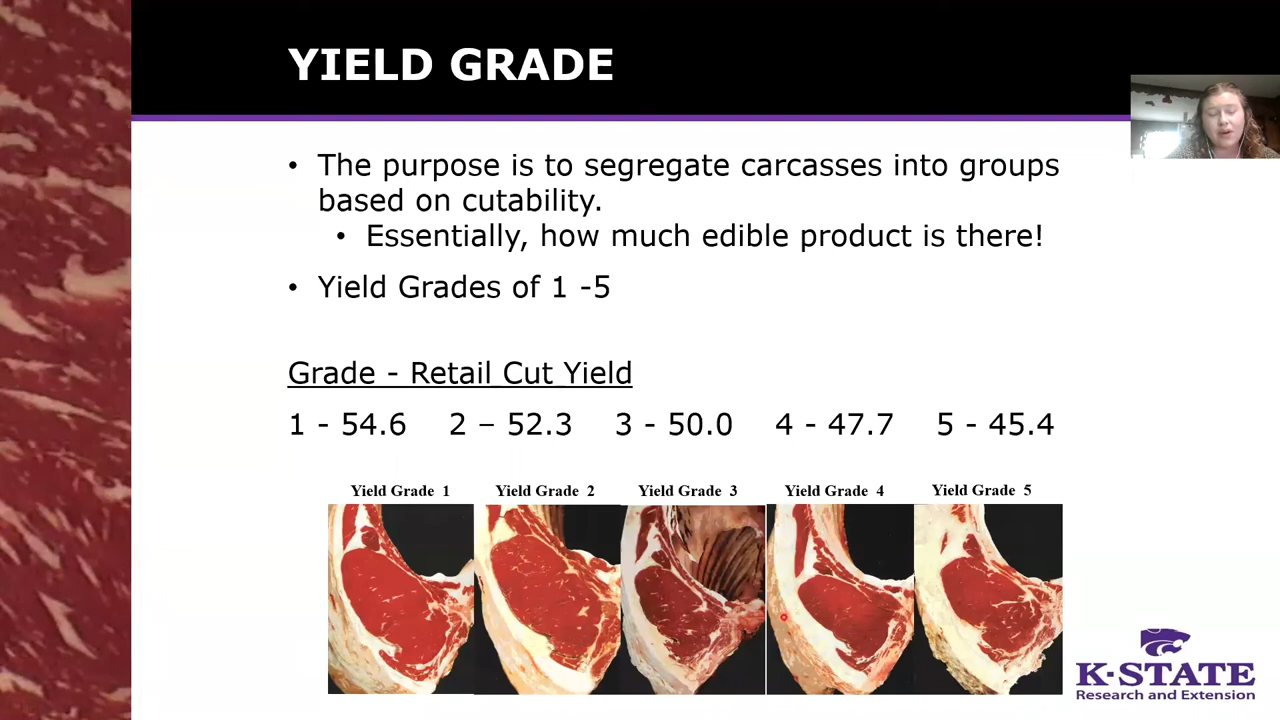 YIELD GRADE
• The purpose is to segregate carcasses into groups
based on cutability.
• Essentially, how much edible product is there!
• Yield Grades of 1 -5
Grade - Retail Cut Yield
1 - 54.6 2 – 52.3 3 - 50.0 4 - 47.7 5 - 45.4
Yield Grade 1 Yield Grade 2 Yield Grade 3 Yield Grade 4 Yield Grade 5
K-STATE
Research and Extension